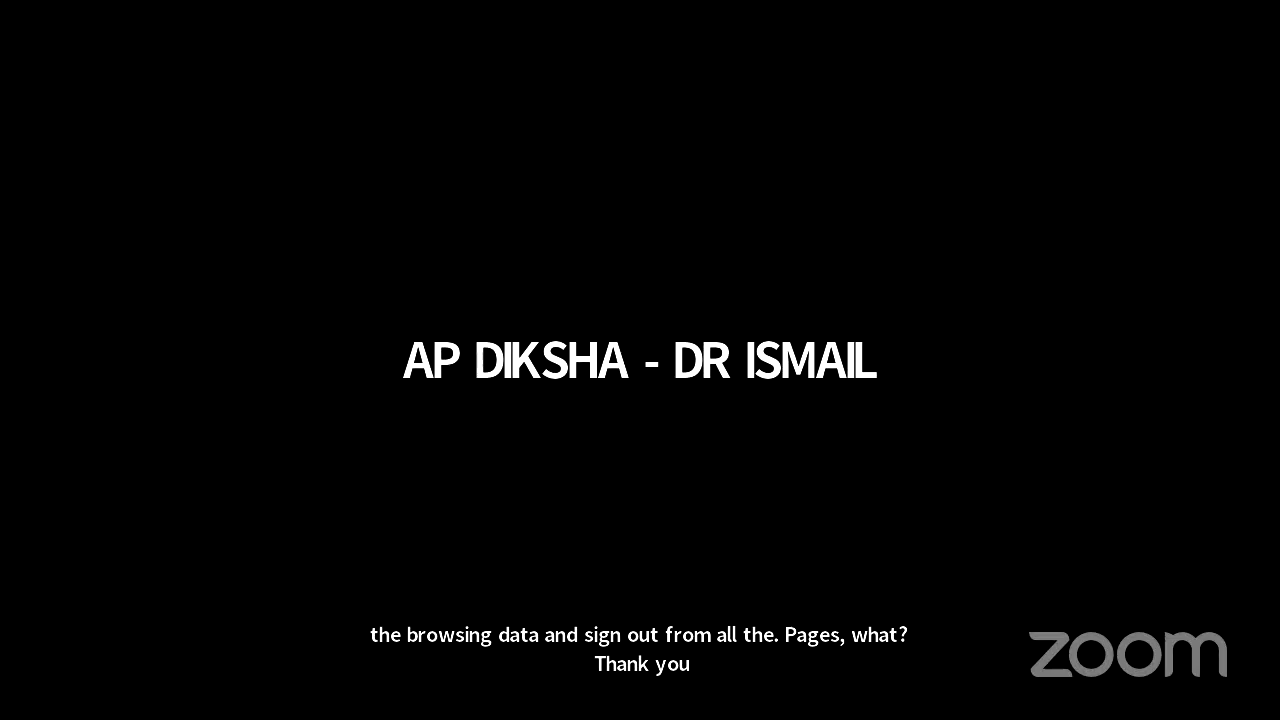 AP DIKSHA - DR ISMAIL
the browsing data and sign out from all the. Pages, what?
Thank you
zoom